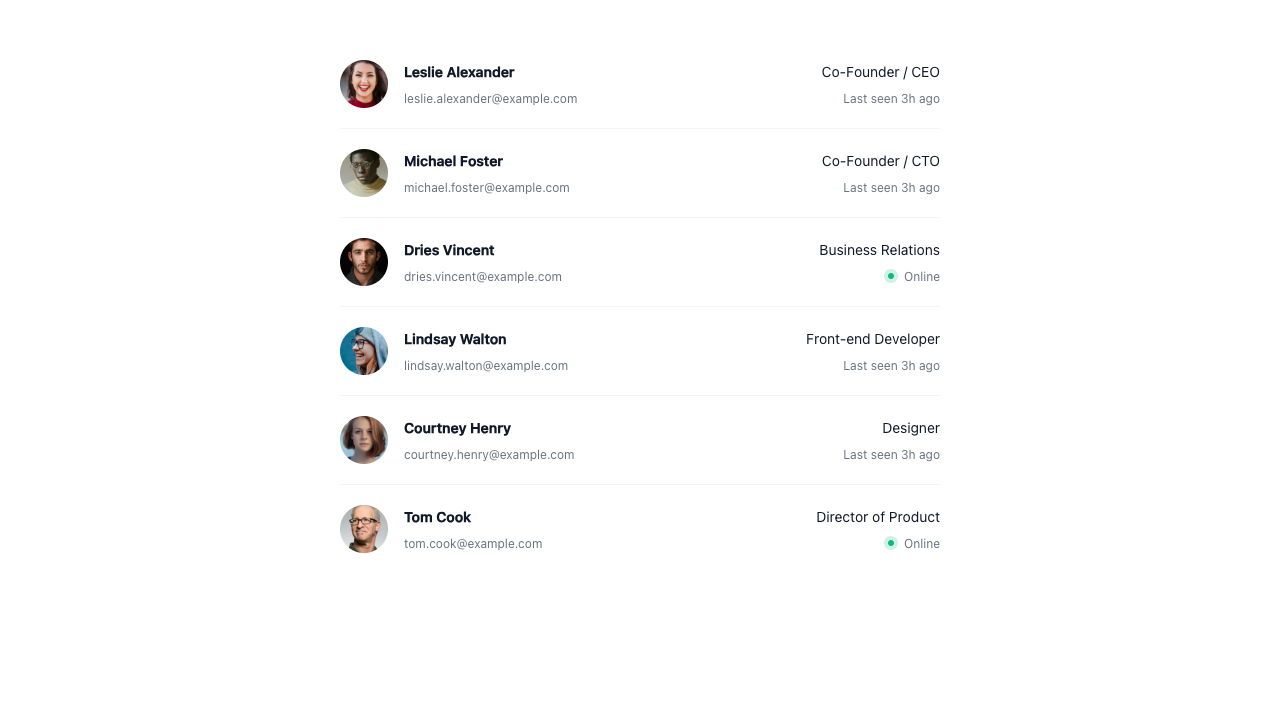 Leslie Alexander
Co-Founder / CEO
leslie.alexander@example.com
Last seen 3h ago
Michael Foster
Co-Founder / CTO
michael.foster@example.com
Last seen 3h ago
Dries Vincent
Business Relations
dries.vincent@example.com
Online
Lindsay Walton
Front-end Developer
lindsay.walton@example.com
Last seen 3h ago
Courtney Henry
Designer
courtney.henry@example.com
Last seen 3h ago
Tom Cook
Director of Product
tom.cook@example.com
Online